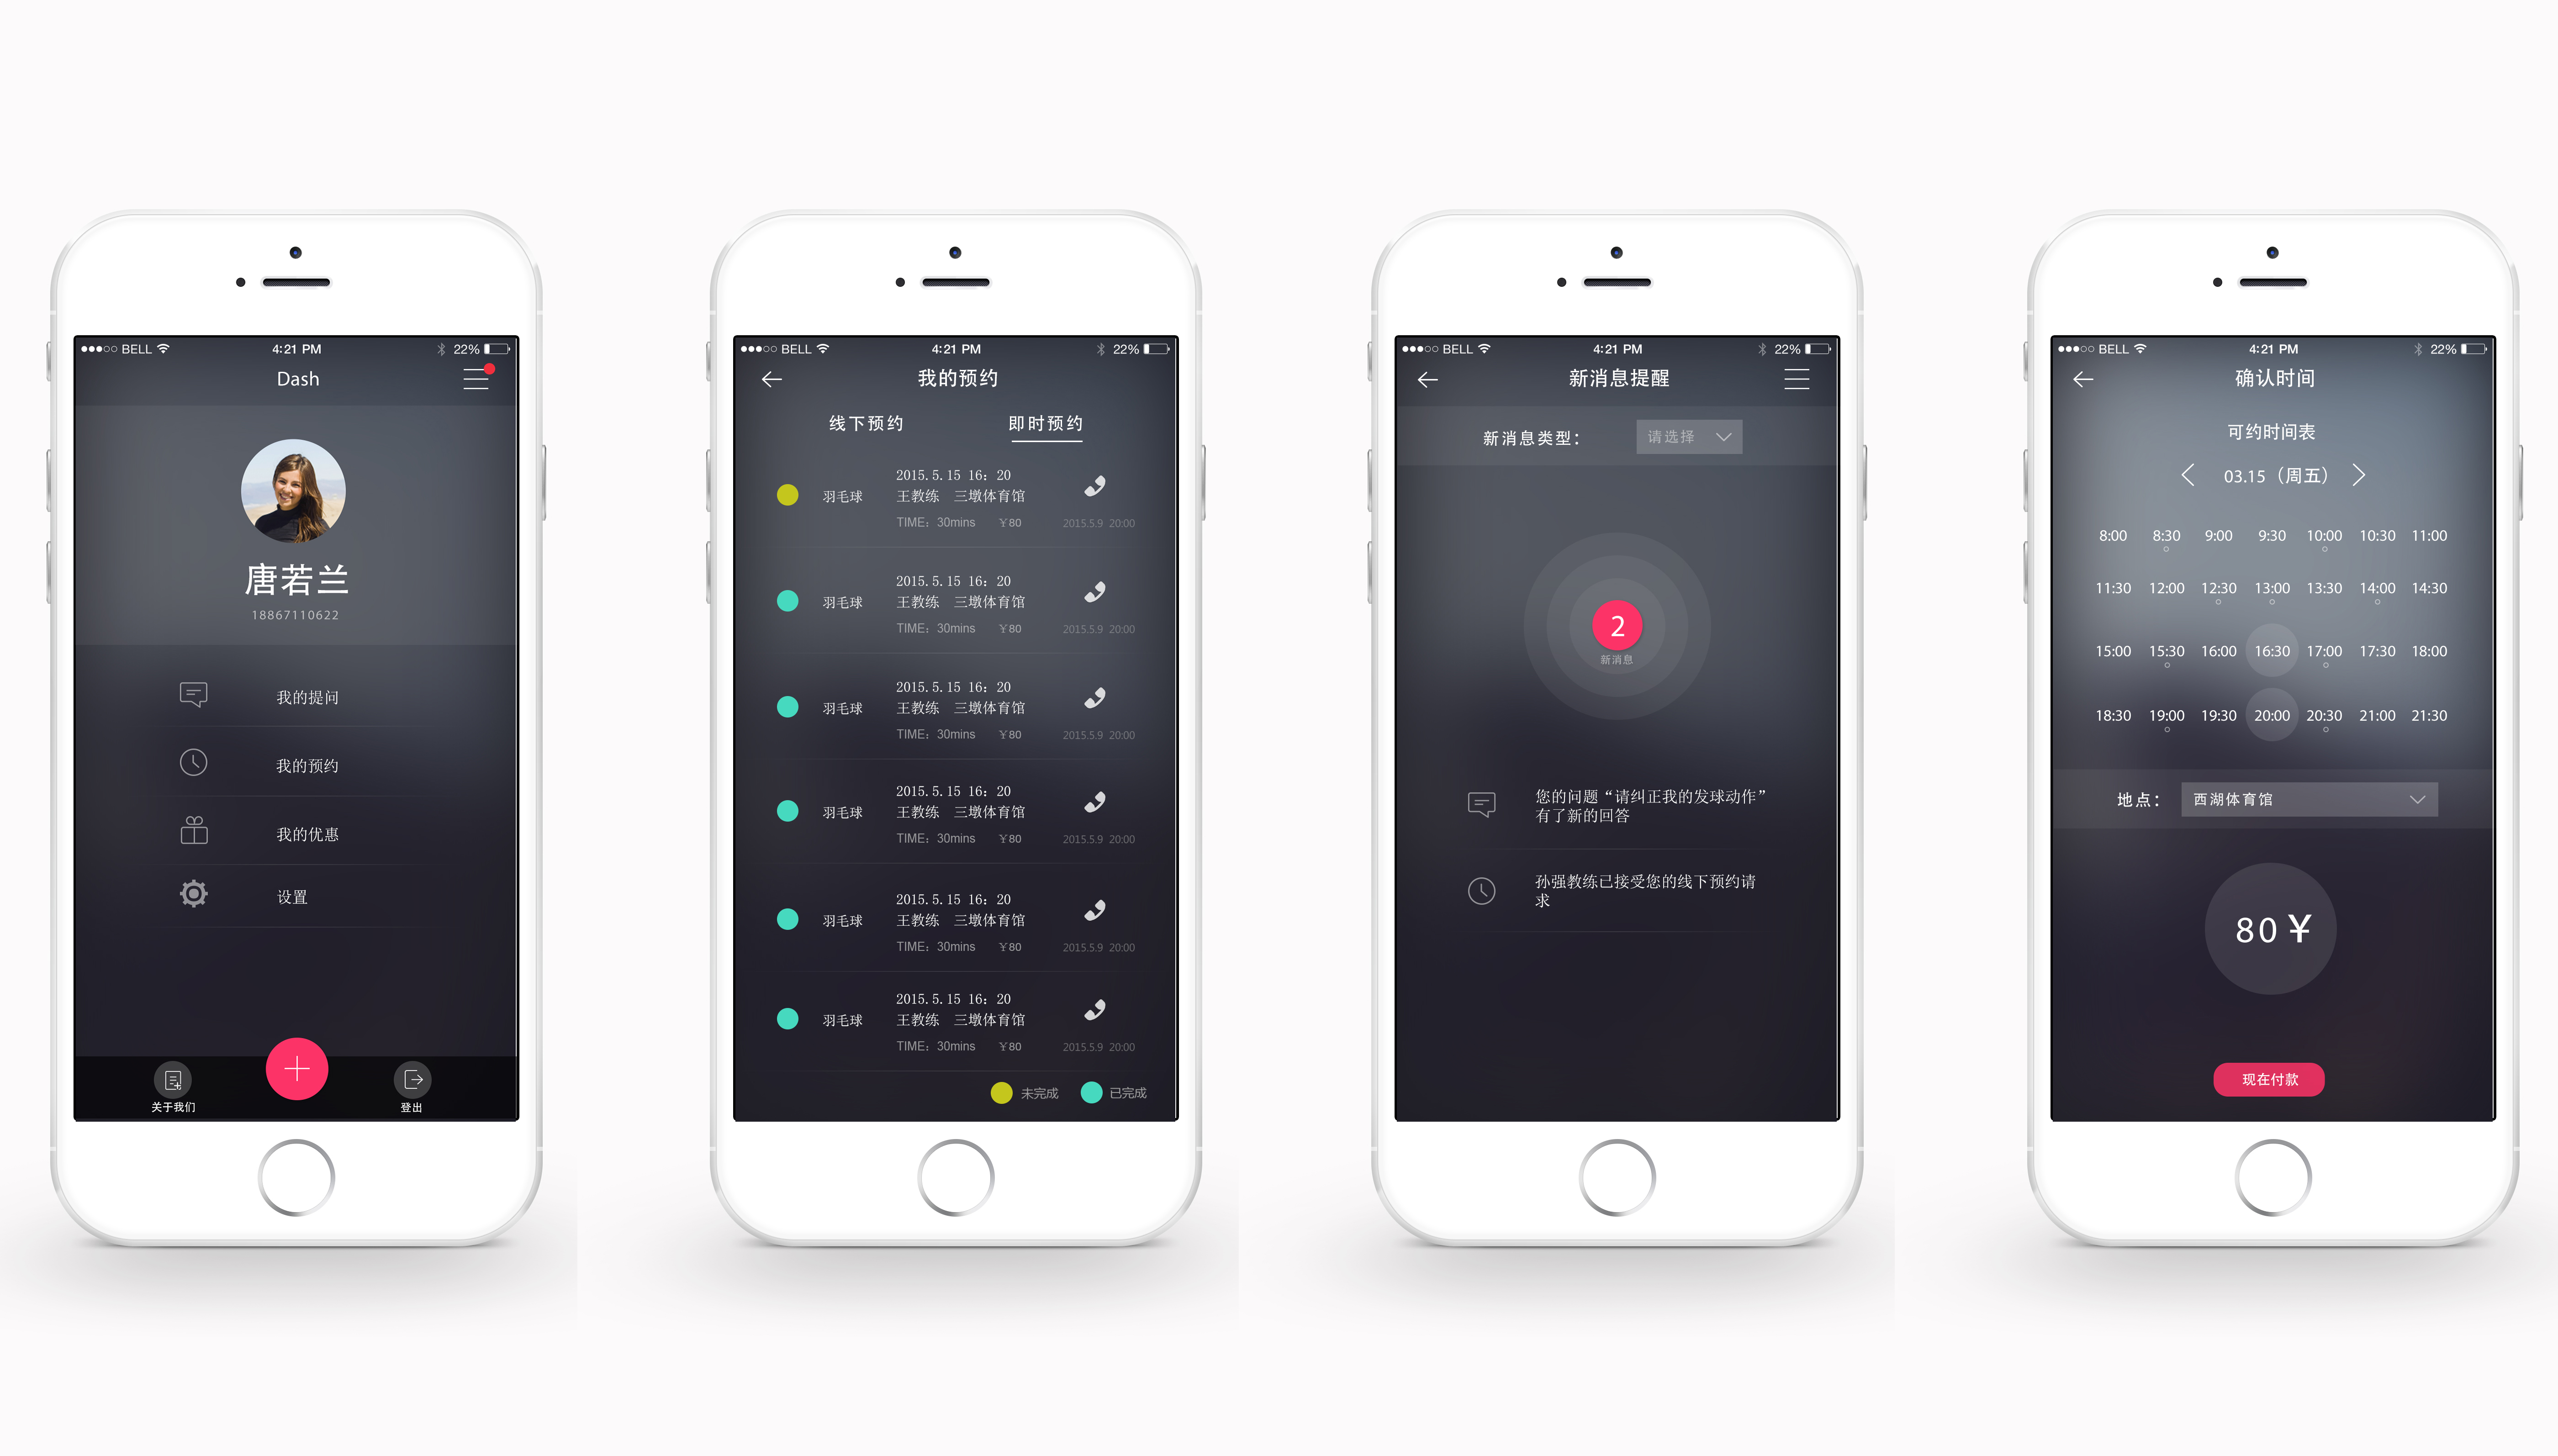 BELL 4:21 PM 22%
Dash
唐若兰
18867110622
我的提问
我的预约
我的优惠
设置
关于我们
登出
BELL 4:21 PM 22%
我的预约
线下预约 即时预约
2015.5.15 16：20
羽毛球 王教练 三墩体育馆
TIME：30mins ￥80 2015.5.9 20:00
2015.5.15 16：20
羽毛球 王教练 三墩体育馆
TIME：30mins ￥80 2015.5.9 20:00
2015.5.15 16：20
羽毛球 王教练 三墩体育馆
TIME：30mins ￥80 2015.5.9 20:00
2015.5.15 16：20
羽毛球 王教练 三墩体育馆
TIME：30mins ￥80 2015.5.9 20:00
2015.5.15 16：20
羽毛球 王教练 三墩体育馆
TIME：30mins ￥80 2015.5.9 20:00
2015.5.15 16：20
羽毛球 王教练 三墩体育馆
TIME：30mins ￥80 2015.5.9 20:00
未完成 已完成
BELL 4:21 PM 22%
新消息提醒
新消息类型： 请选择
2
新消息
您的问题“请纠正我的发球动作”
有了新的回答
孙强教练已接受您的线下预约请
求
BELL 4:21 PM 22%
确认时间
可约时间表
03.15（周五）
8:00 8:30 9:00 9:30 10:00 10:30 11:00
11:30 12:00 12:30 13:00 13:30 14:00 14:30
15:00 15:30 16:00 16:30 17:00 17:30 18:00
18:30 19:00 19:30 20:00 20:30 21:00 21:30
地点： 西湖体育馆
80￥
现在付款